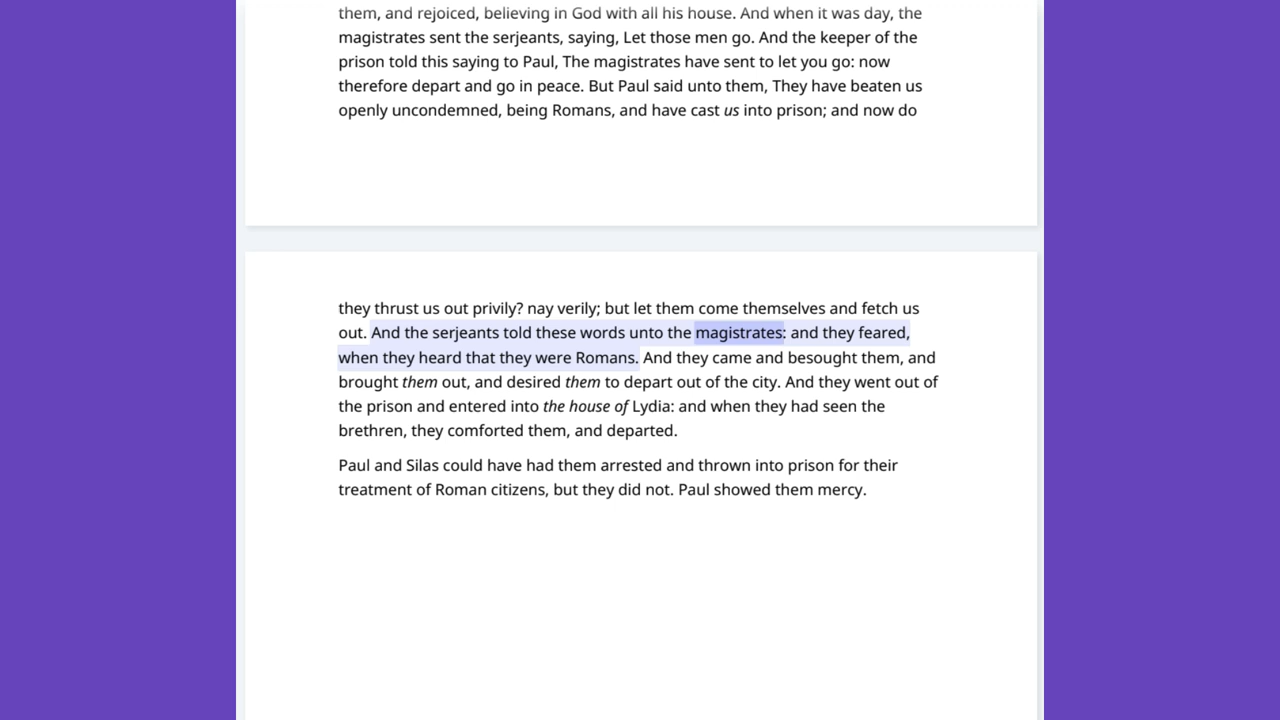 them, and rejoiced, believing in God with all his house. And when it was day, the
magistrates sent the serjeants, saying, Let those men go. And the keeper of the
prison told this saying to Paul, The magistrates have sent to let you go: now
therefore depart and go in peace. But Paul said unto them, They have beaten us
openly uncondemned, being Romans, and have cast us into prison; and now do
they thrust us out privily? nay verily; but let them come themselves and fetch us
out. And the serjeants told these words unto the magistrates: and they feared,
when they heard that they were Romans. And they came and besought them, and
brought them out, and desired them to depart out of the city. And they went out of
the prison and entered into the house of Lydia: and when they had seen the
brethren, they comforted them, and departed.
Paul and Silas could have had them arrested and thrown into prison for their
treatment of Roman citizens, but they did not. Paul showed them mercy.